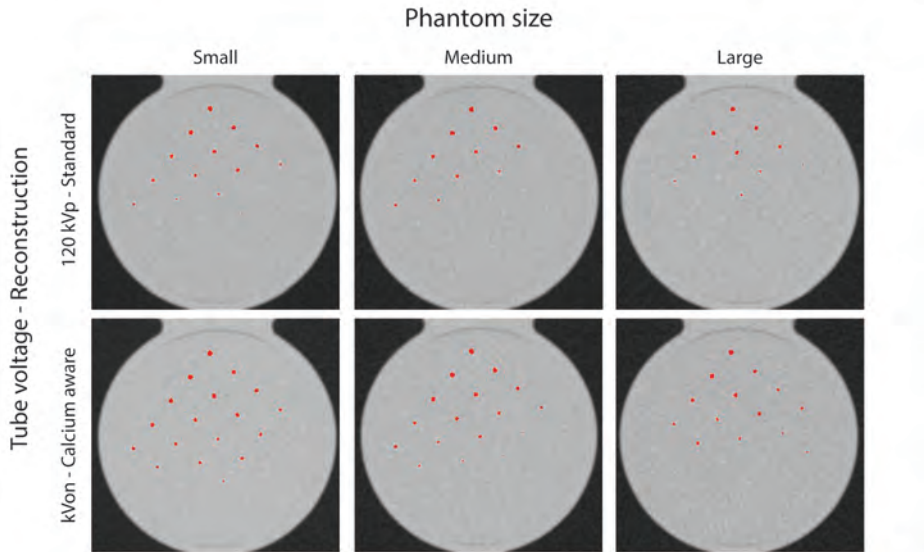 Phantom size
Small
Medium
Large
Tube voltage - Reconstruction
120 kVp - Standard
kVon - Calcium aware